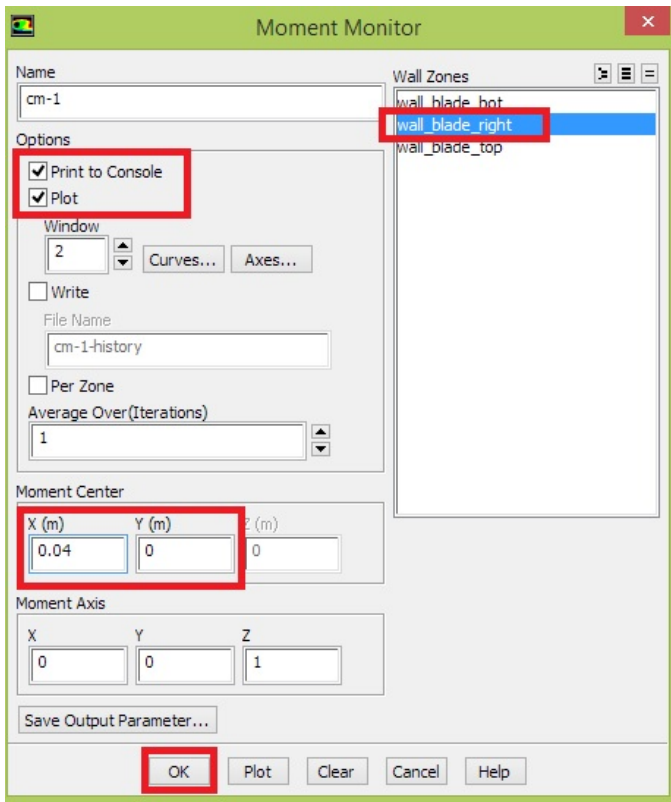 Moment Monitor
Name
cm-1
Options
Print to Console
Plot
Window
2
Curves...
Axes...
Write
File Name
cm-1-history
Per Zone
Average Over(Iterations)
1
Moment Center
X (m)
Y (m)
Z (m)
0.04
0
0
Moment Axis
X
Y
Z
0
0
1
Save Output Parameter...
Wall Zones
wall_blade_bot
wall_blade_right
wall_blade_top
OK
Plot
Clear
Cancel
Help